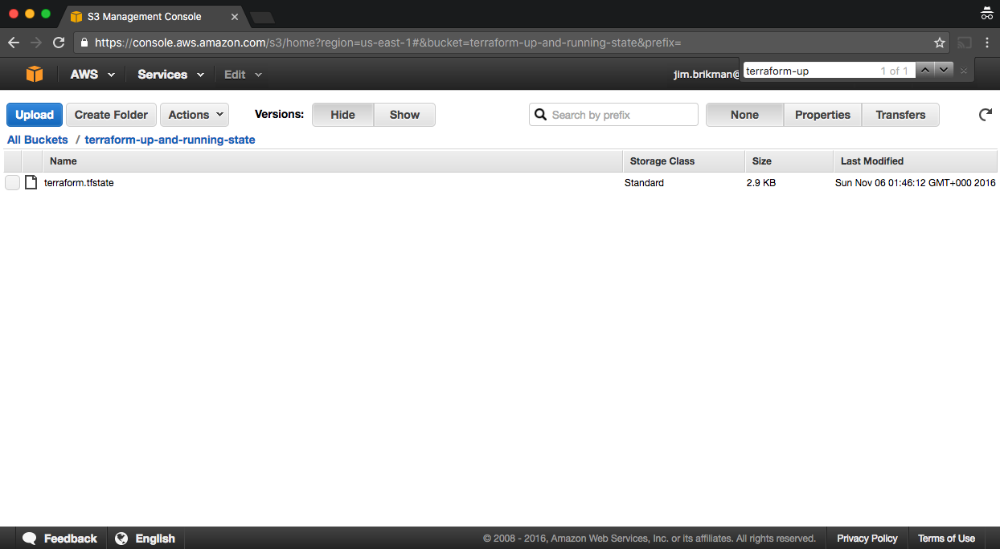 S3 Management Console
https://console.aws.amazon.com/s3/home?region=us-east-1#&bucket=terraform-up-and-running-state&prefix=
AWS Services Edit jim.brikman@ terraform-up 1 of 1
Upload Create Folder Actions Versions: Hide Show Search by prefix None Properties Transfers
All Buckets / terraform-up-and-running-state
Name Storage Class Size Last Modified
terraform.tfstate Standard 2.9 KB Sun Nov 06 01:46:12 GMT+000 2016
Feedback English © 2008 - 2016, Amazon Web Services, Inc. or its affiliates. All rights reserved. Privacy Policy Terms of Use